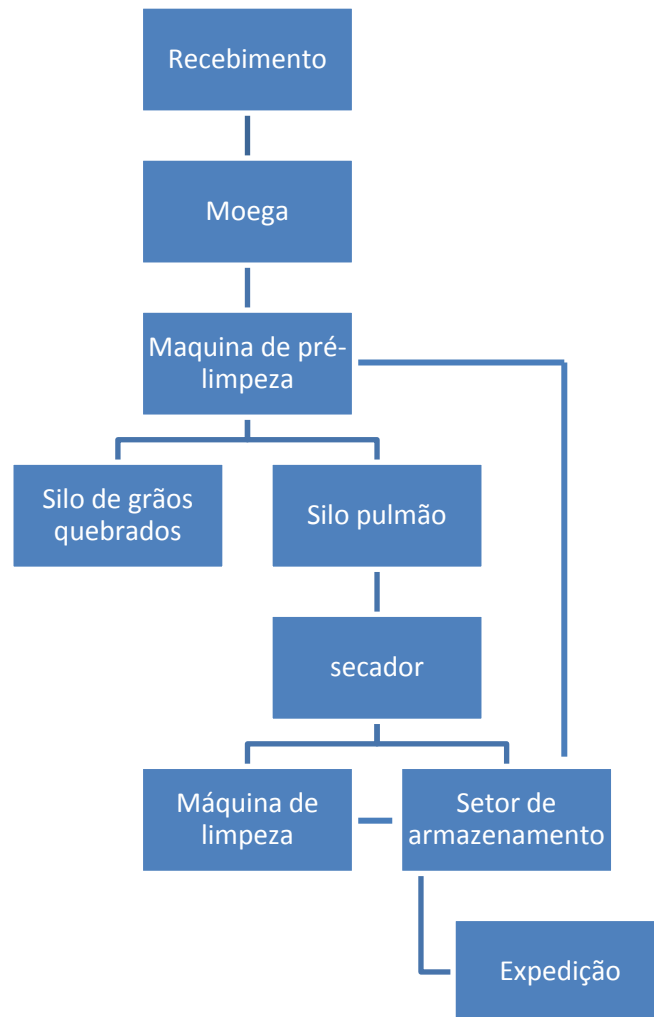 Recebimento
Moega
Maquina de pré-
limpeza
Silo de grãos
quebrados
Silo pulmão
secador
Máquina de
limpeza
Setor de
armazenamento
Expedição